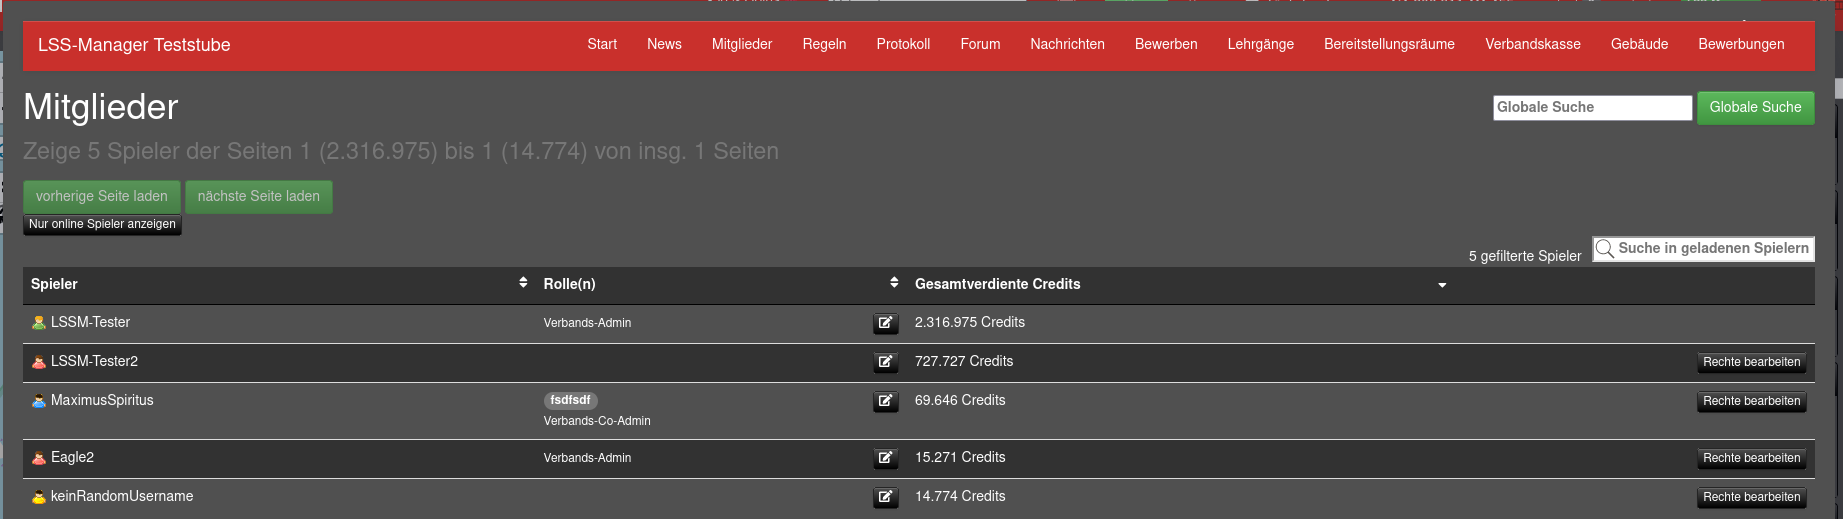 LSS-Manager Teststube Start News Mitglieder Regeln Protokoll Forum Nachrichten Bewerben Lehrgänge Bereitstellungsräume Verbandskasse Gebäude Bewerbungen
Mitglieder Globale Suche Globale Suche
Zeige 5 Spieler der Seiten 1 (2.316.975) bis 1 (14.774) von insg. 1 Seiten
vorherige Seite laden nächste Seite laden
Nur online Spieler anzeigen
5 gefilterte Spieler Suche in geladenen Spielern
Spieler Rolle(n) Gesamtverdiente Credits
LSSM-Tester Verbands-Admin 2.316.975 Credits
LSSM-Tester2 727.727 Credits Rechte bearbeiten
MaximusSpiritus fsdfsdf 69.646 Credits Rechte bearbeiten
Verbands-Co-Admin
Eagle2 Verbands-Admin 15.271 Credits Rechte bearbeiten
keinRandomUsername 14.774 Credits Rechte bearbeiten